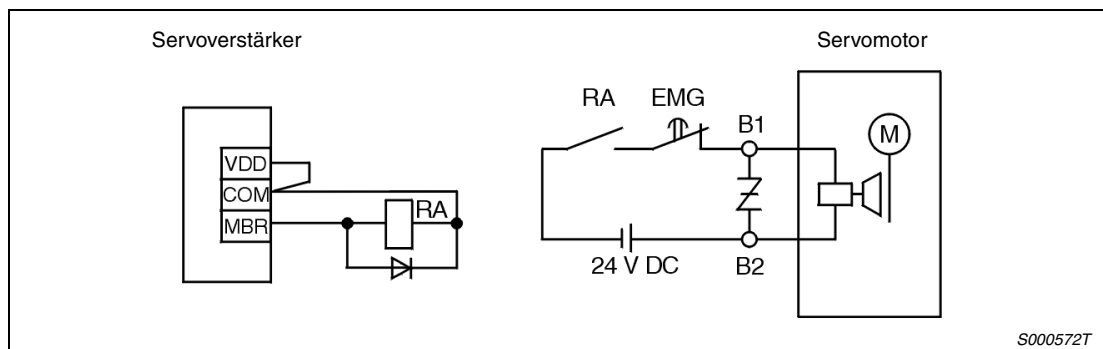 Servoverstärker
Servomotor
VDD
COM
MBR
RA
RA
EMG
B1
M
24 V DC
B2
S000572T